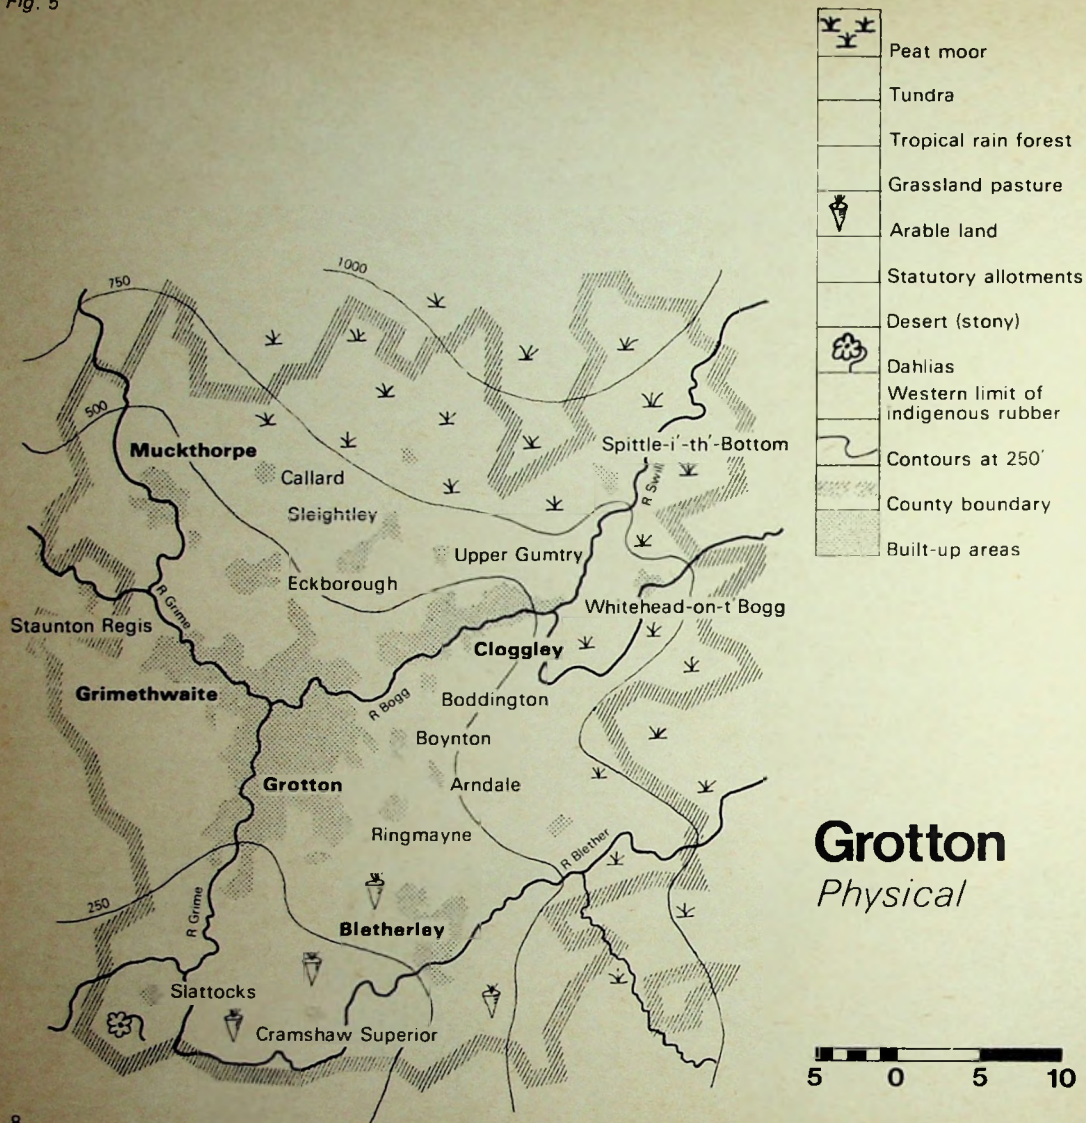 Fig. 5
Peat moor
Tundra
Tropical rain forest
Grassland pasture
Arable land
Statutory allotments
Desert (stony)
Dahlias
Western limit of
indigenous rubber
Contours at 250'
County boundary
Built-up areas
1000
750
500
Muckthorpe
Spittle-i'-th'-Bottom
Callard
R Swill
Sleightley
Upper Gumtry
Eckborough
R Grime
Whitehead-on-t'Bogg
Staunton Regis
Cloggley
Grimethwaite
R Bogg
Boddington
Boynton
Grotton
Arndale
Ringmayne
R Blether
250
R Grime
Bletherley
Slattocks
Cramshaw Superior
Grotton
Physical
5 0 5 10
8